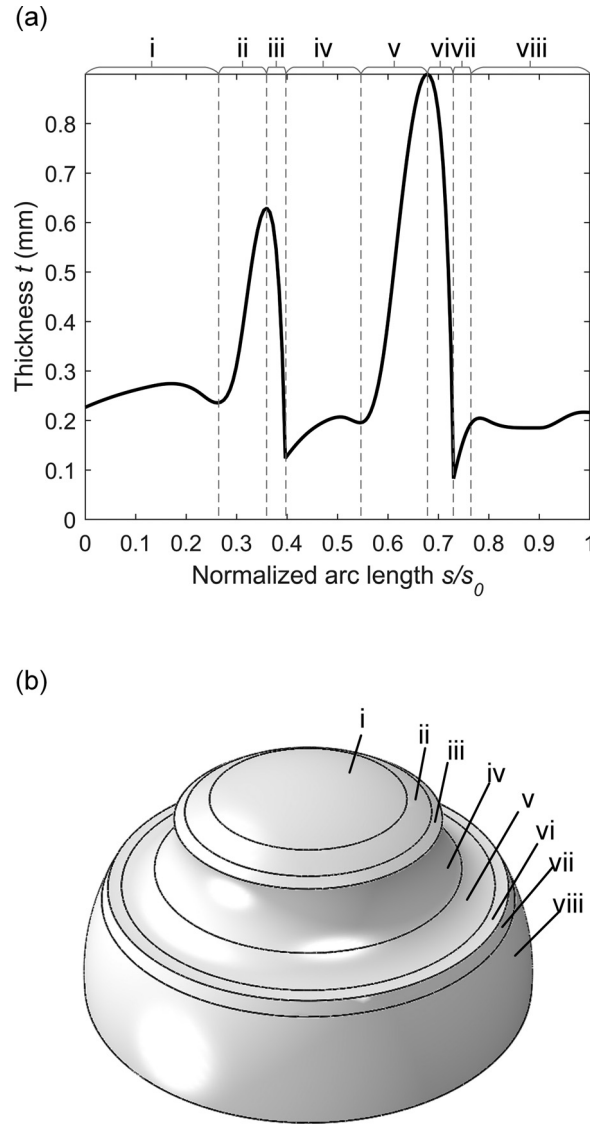 (a)
i ii iii iv v vi vii viii
0.8
0.7
0.6
0.5
0.4
0.3
0.2
0.1
0
Thickness t (mm)
0 0.1 0.2 0.3 0.4 0.5 0.6 0.7 0.8 0.9 1
Normalized arc length s/s0
(b)
i
ii
iii
iv
v
vi
vii
viii